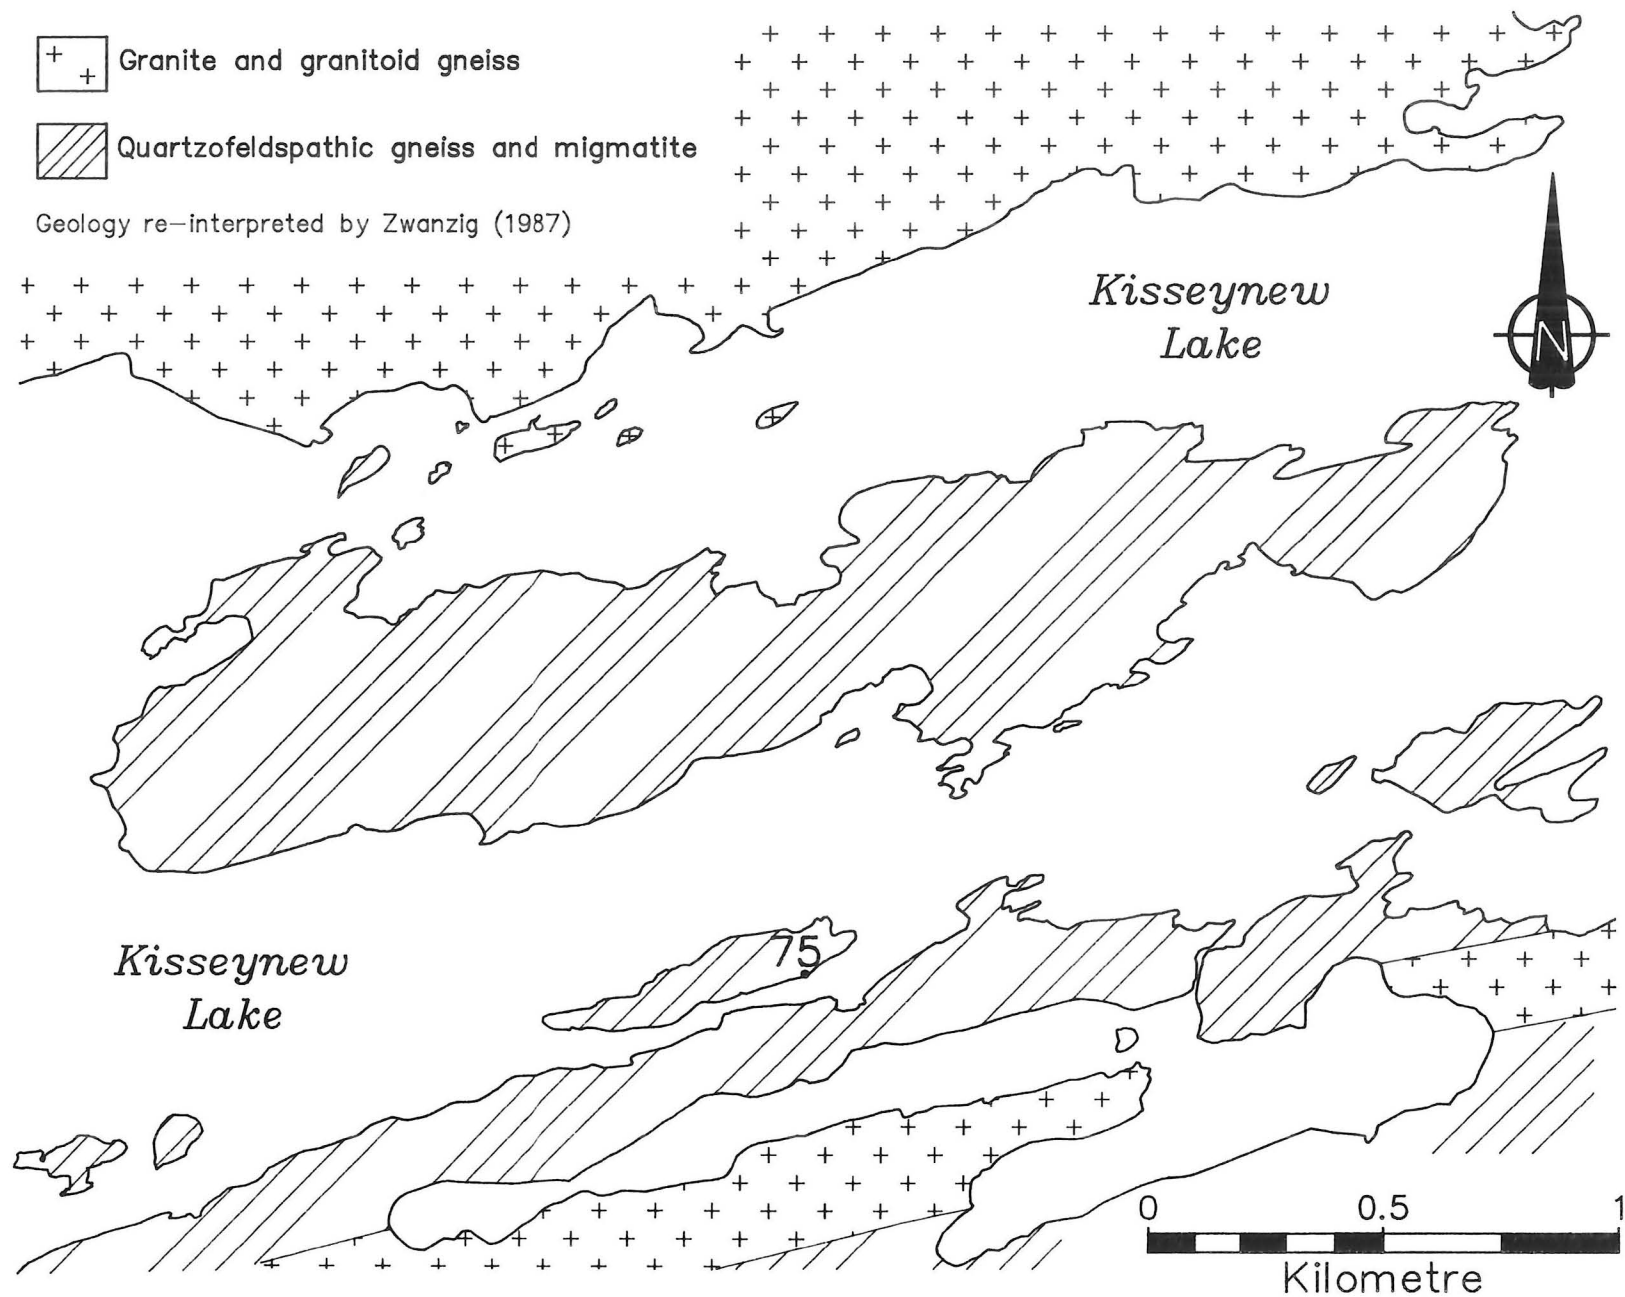 Granite and granitoid gneiss
Quartzofeldspathic gneiss and migmatite
Geology re-interpreted by Zwanzig (1987)
Kisseynew
Lake
N
75
Kisseynew
Lake
0 0.5 1
Kilometre